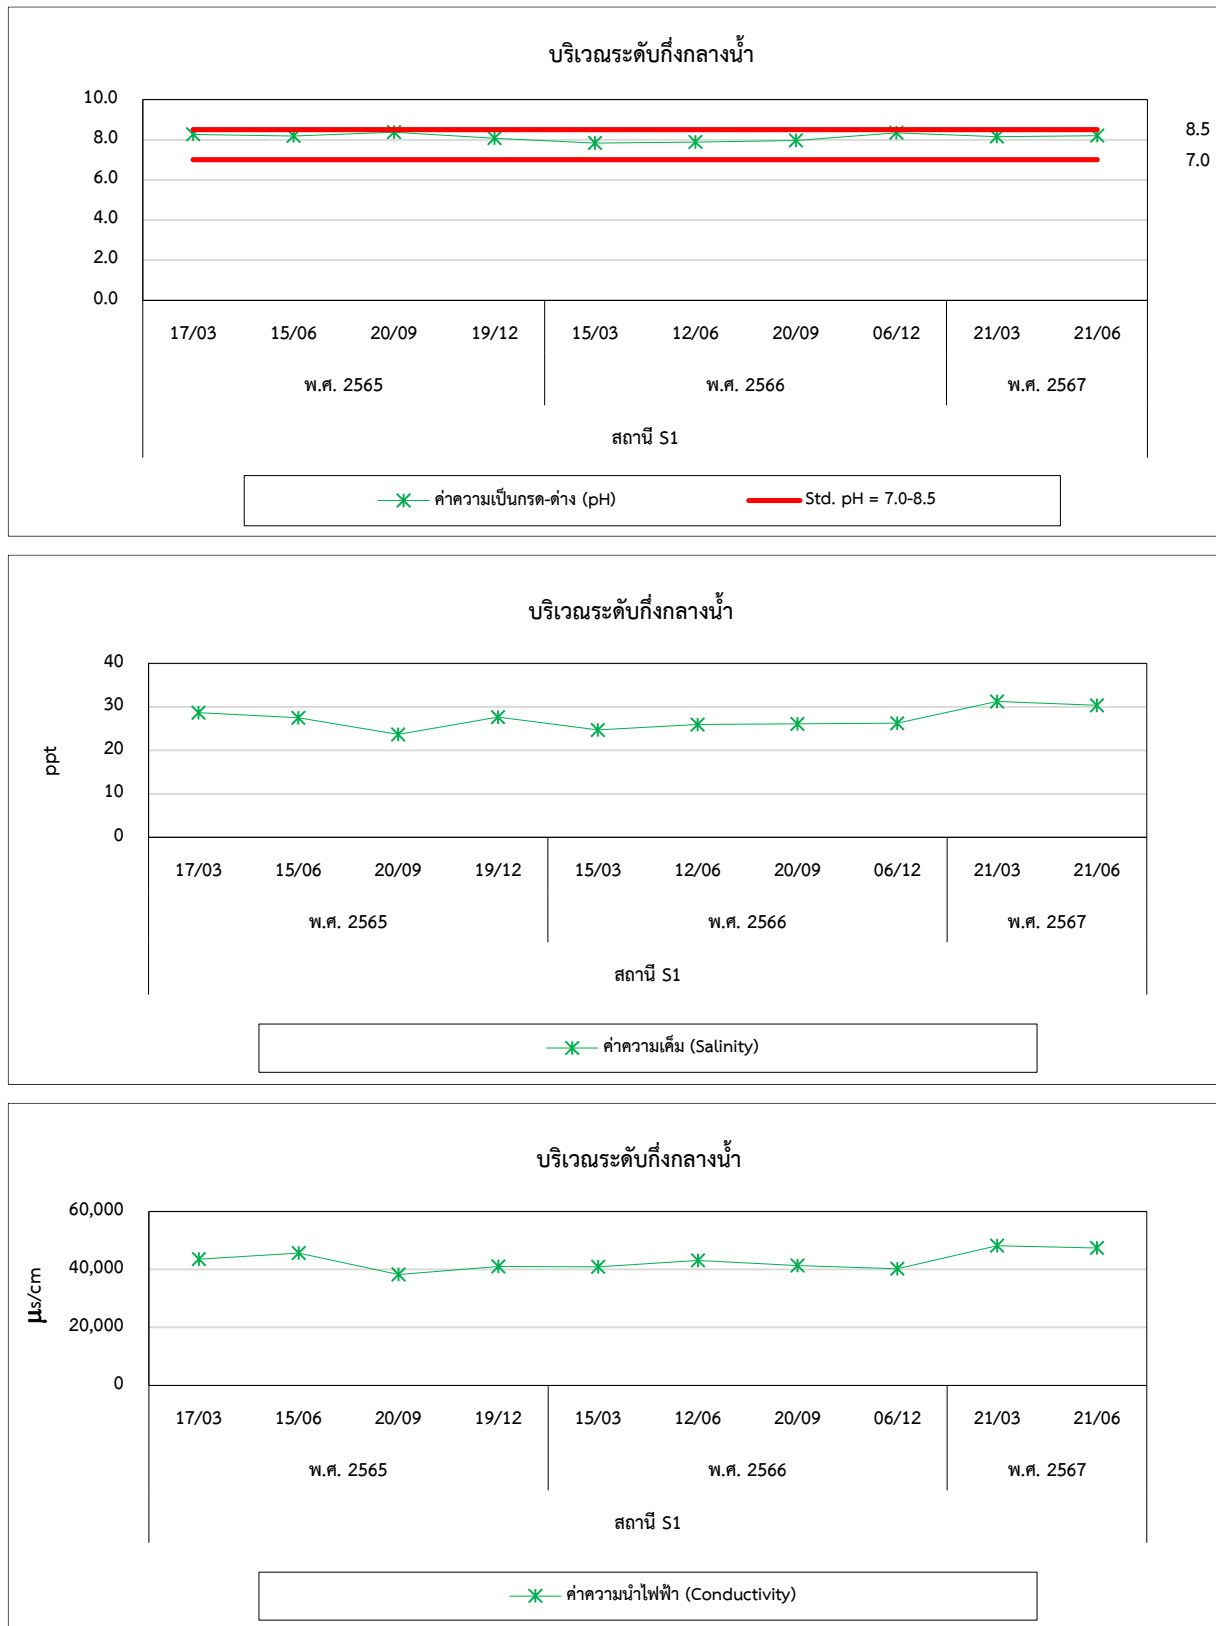 บริเวณระดับกึ่งกลางน้ำ
10.0
8.0
6.0
4.0
2.0
0.0
8.5
7.0
17/03 15/06 20/09 19/12 15/03 12/06 20/09 06/12 21/03 21/06
พ.ศ. 2565 พ.ศ. 2566 พ.ศ. 2567
สถานี S1
ค่าความเป็นกรด-ด่าง (pH) Std. pH = 7.0-8.5
บริเวณระดับกึ่งกลางน้ำ
ppt
40
30
20
10
0
17/03 15/06 20/09 19/12 15/03 12/06 20/09 06/12 21/03 21/06
พ.ศ. 2565 พ.ศ. 2566 พ.ศ. 2567
สถานี S1
ค่าความเค็ม (Salinity)
บริเวณระดับกึ่งกลางน้ำ
µs/cm
60,000
40,000
20,000
0
17/03 15/06 20/09 19/12 15/03 12/06 20/09 06/12 21/03 21/06
พ.ศ. 2565 พ.ศ. 2566 พ.ศ. 2567
สถานี S1
ค่าความนำไฟฟ้า (Conductivity)